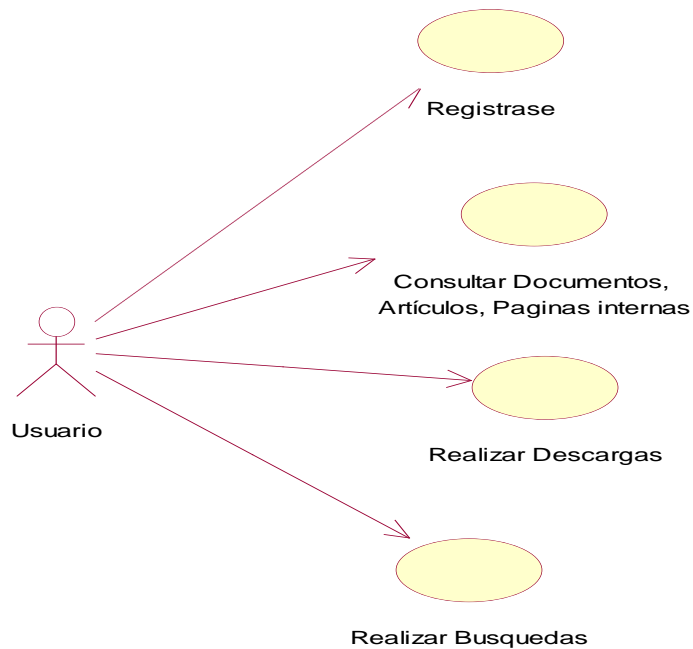 Registrase
Consultar Documentos,
Artículos, Paginas internas
Usuario
Realizar Descargas
Realizar Busquedas